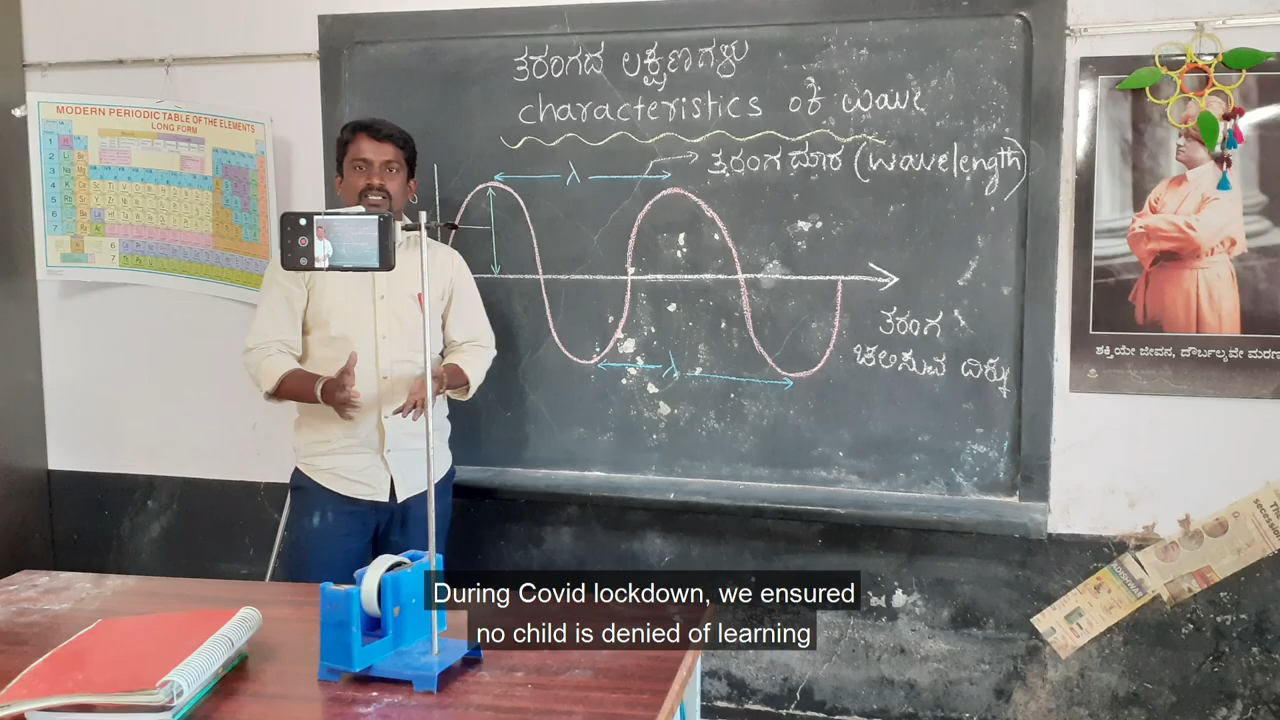 ತರಂಗದ ಲಕ್ಷಣಗಳು
characteristics of wave
ತರಂಗದೂರ (wavelength)
λ
λ
ತರಂಗ
ಚಲಿಸುವ ದಿಕ್ಕು
MODERN PERIODIC TABLE OF THE ELEMENTS
LONG FORM
ಶಕ್ತಿಯೇ ಜೀವನ, ದೌರ್ಬಲ್ಯವೇ ಮರಣ
During Covid lockdown, we ensured
no child is denied of learning